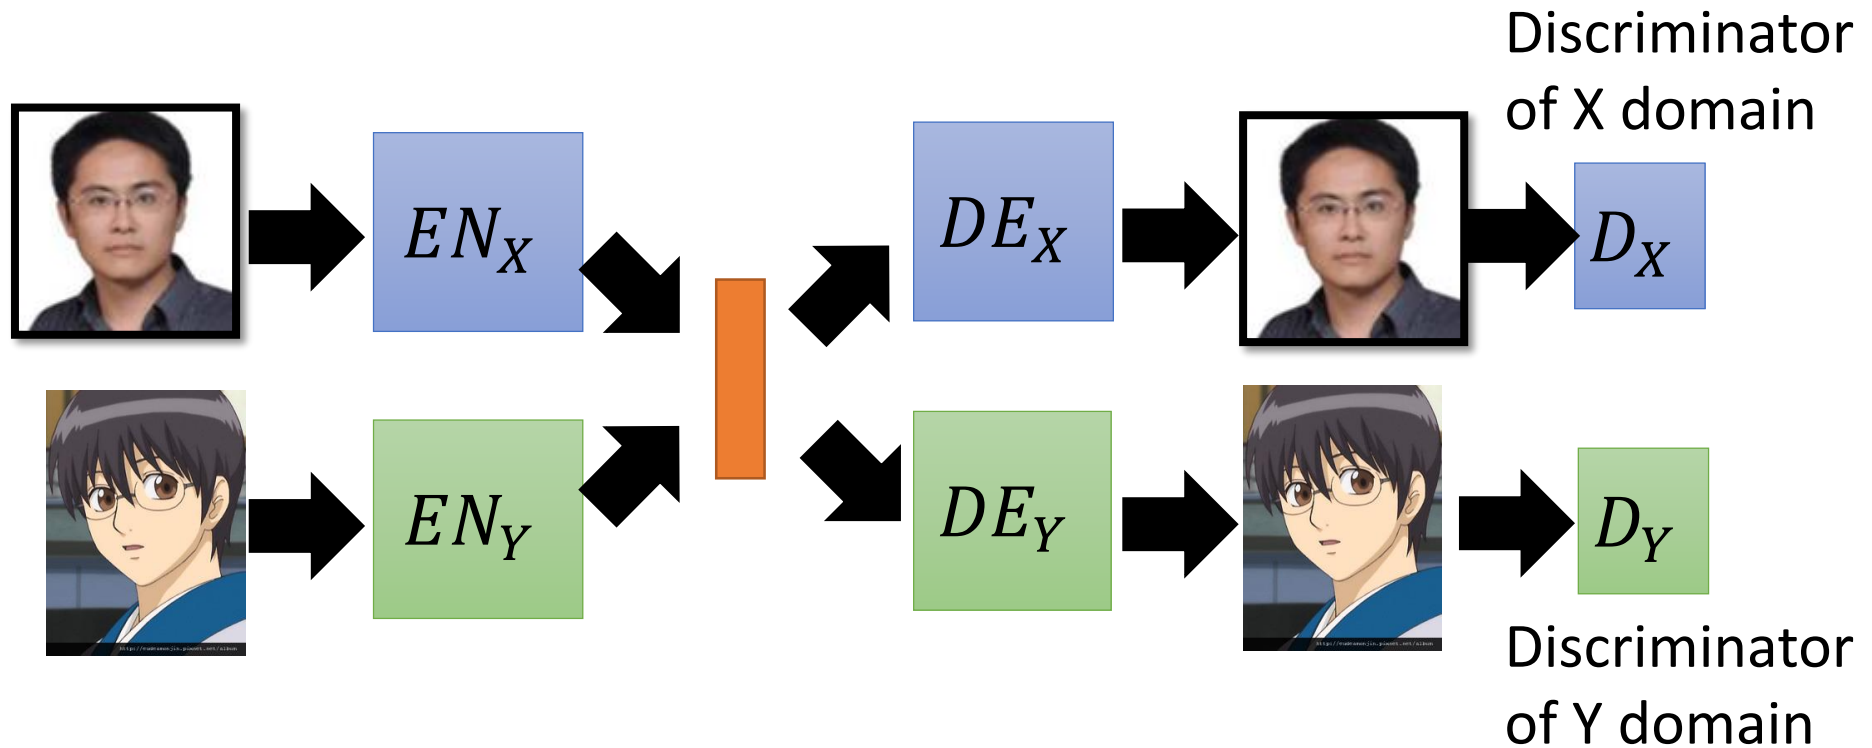 Discriminator
of X domain
EN_X
DE_X
D_X
EN_Y
DE_Y
D_Y
Discriminator
of Y domain